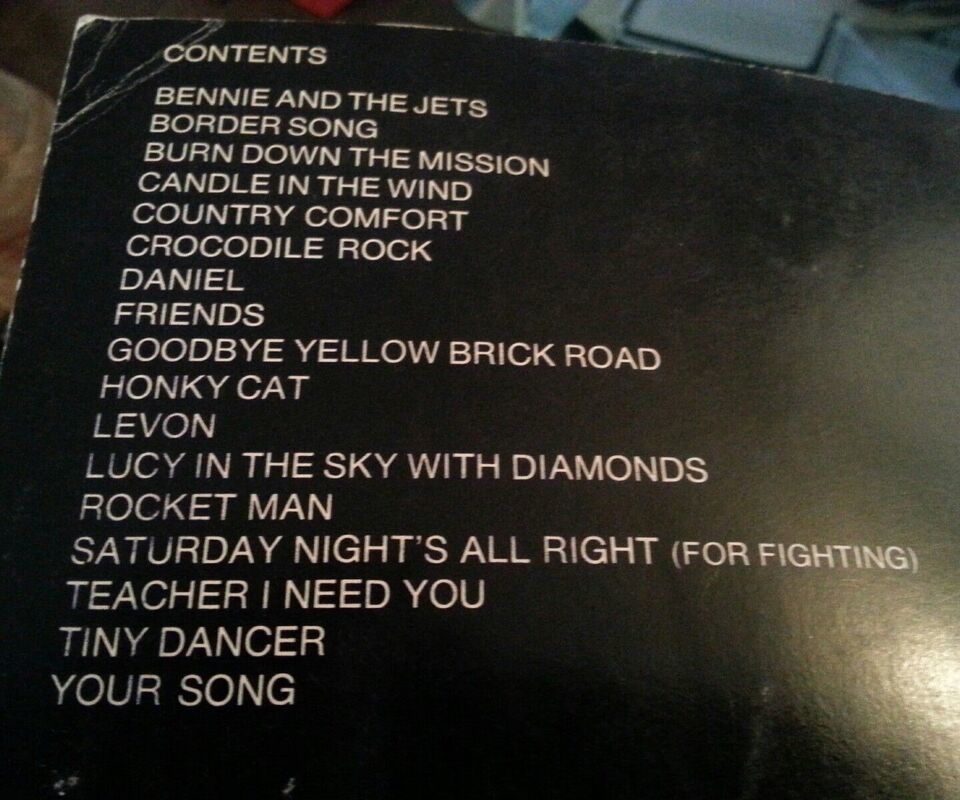 CONTENTS
BENNIE AND THE JETS
BORDER SONG
BURN DOWN THE MISSION
CANDLE IN THE WIND
COUNTRY COMFORT
CROCODILE ROCK
DANIEL
FRIENDS
GOODBYE YELLOW BRICK ROAD
HONKY CAT
LEVON
LUCY IN THE SKY WITH DIAMONDS
ROCKET MAN
SATURDAY NIGHT'S ALL RIGHT (FOR FIGHTING)
TEACHER I NEED YOU
TINY DANCER
YOUR SONG